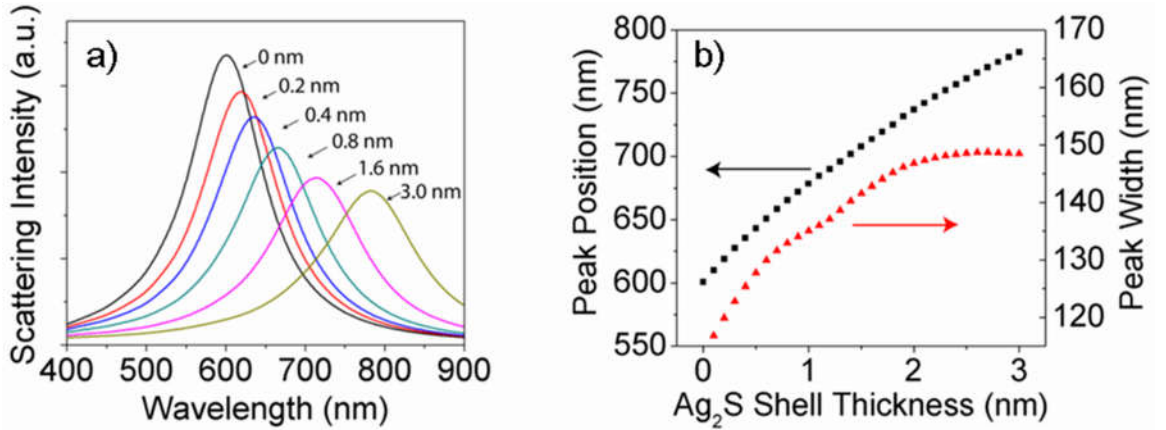 a)
Scattering Intensity (a.u.)
0 nm
0.2 nm
0.4 nm
0.8 nm
1.6 nm
3.0 nm
400 500 600 700 800 900
Wavelength (nm)
b)
Peak Position (nm)
800
750
700
650
600
550
170
160
150
140
130
120
Peak Width (nm)
0 1 2 3
Ag₂S Shell Thickness (nm)